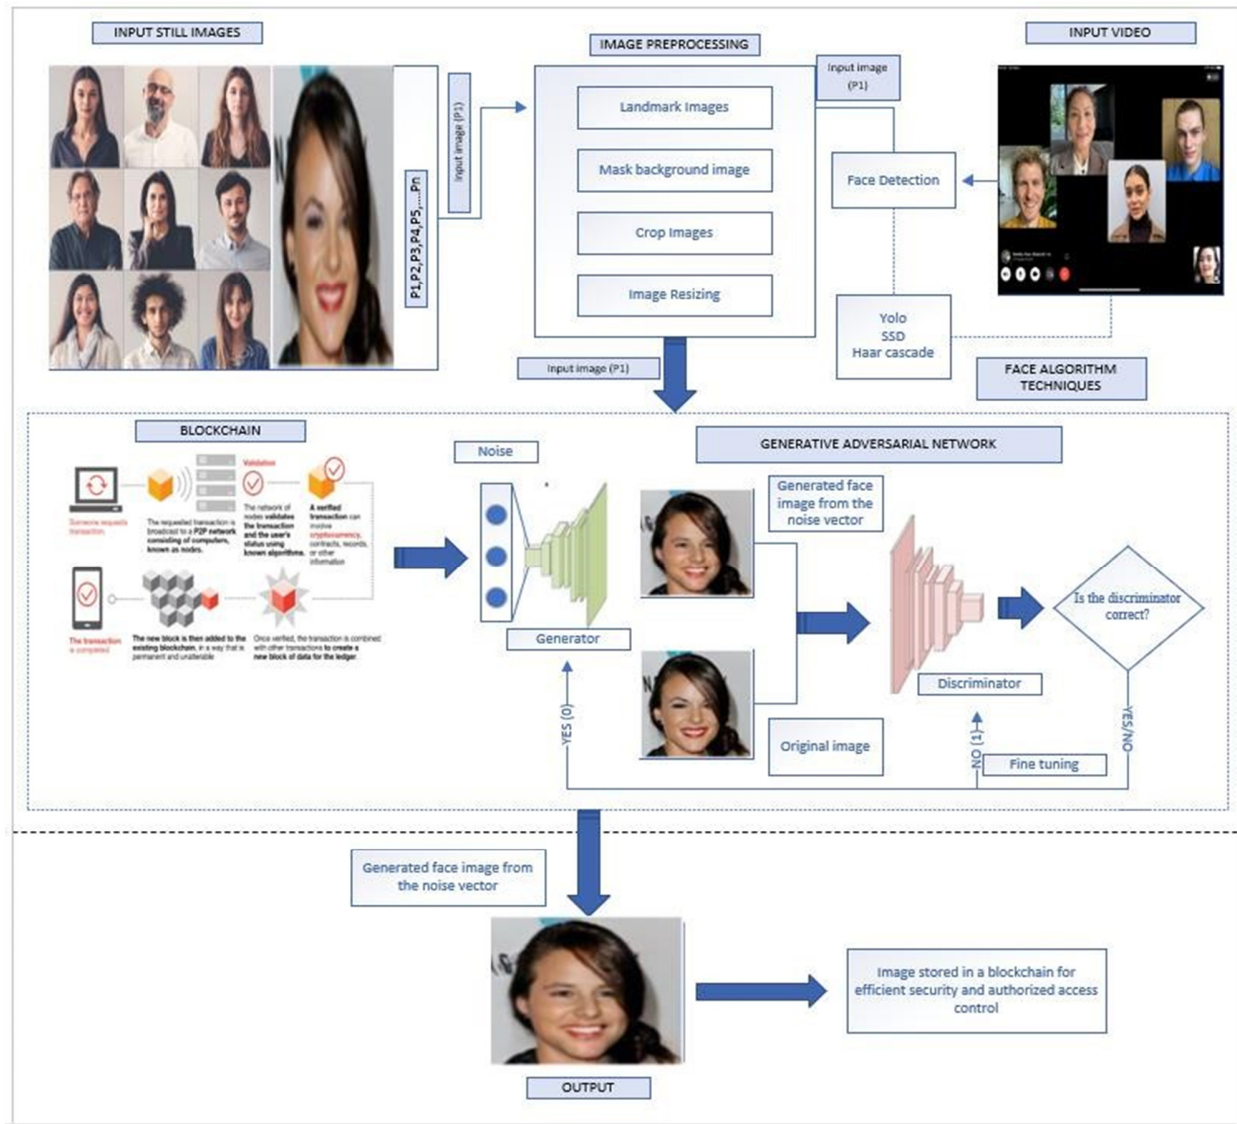 INPUT STILL IMAGES
P1,P2,P3,P4,P5,....Pn
Input image (P1)
IMAGE PREPROCESSING
Landmark Images
Mask background image
Crop Images
Image Resizing
Input image
(P1)
INPUT VIDEO
Face Detection
Yolo
SSD
Haar cascade
FACE ALGORITHM
TECHNIQUES
Input image (P1)
BLOCKCHAIN
Someone requests
transaction.
The requested transaction is
broadcast to a P2P network
consisting of computers,
known as nodes.
Validation
The network of
nodes validates
the transaction
and the user's
status using
known algorithms.
A verified
transaction can
involve
cryptocurrency,
contracts, records,
or other
information
The transaction
is completed.
The new block is then added to the
existing blockchain, in a way that is
permanent and unalterable
Once verified, the transaction is combined
with other transactions to create a
new block of data for the ledger.
GENERATIVE ADVERSARIAL NETWORK
Noise
Generator
Generated face
image from the
noise vector
Original image
Discriminator
Is the discriminator
correct?
YES (0)
NO (1)
Fine tuning
YES/NO
Generated face image from
the noise vector
OUTPUT
Image stored in a blockchain for
efficient security and authorized access
control